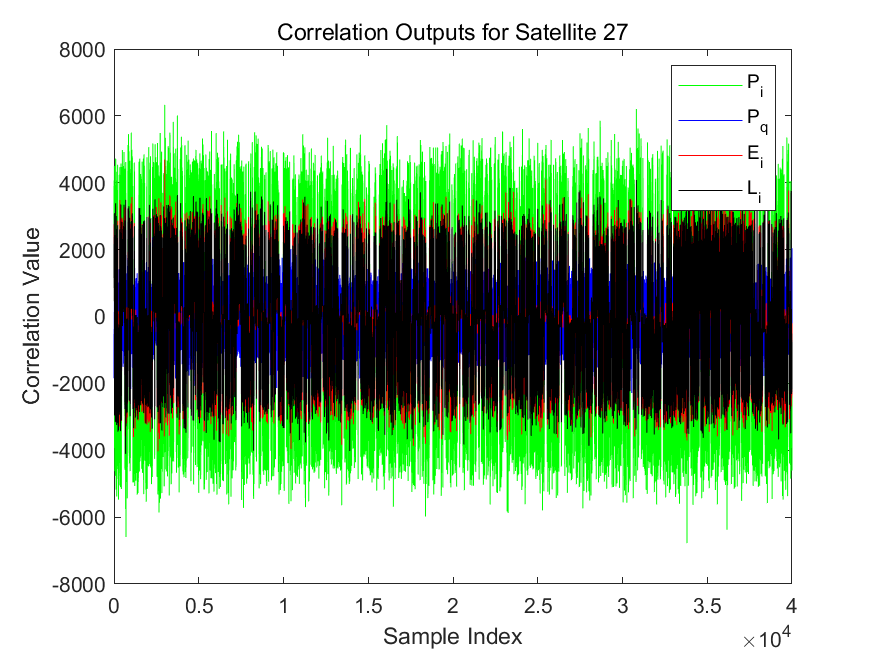 Correlation Outputs for Satellite 27
8000
6000
4000
2000
0
-2000
-4000
-6000
-8000
Correlation Value
P_i
P_q
E_i
L_i
0 0.5 1 1.5 2 2.5 3 3.5 4
Sample Index
×10^4